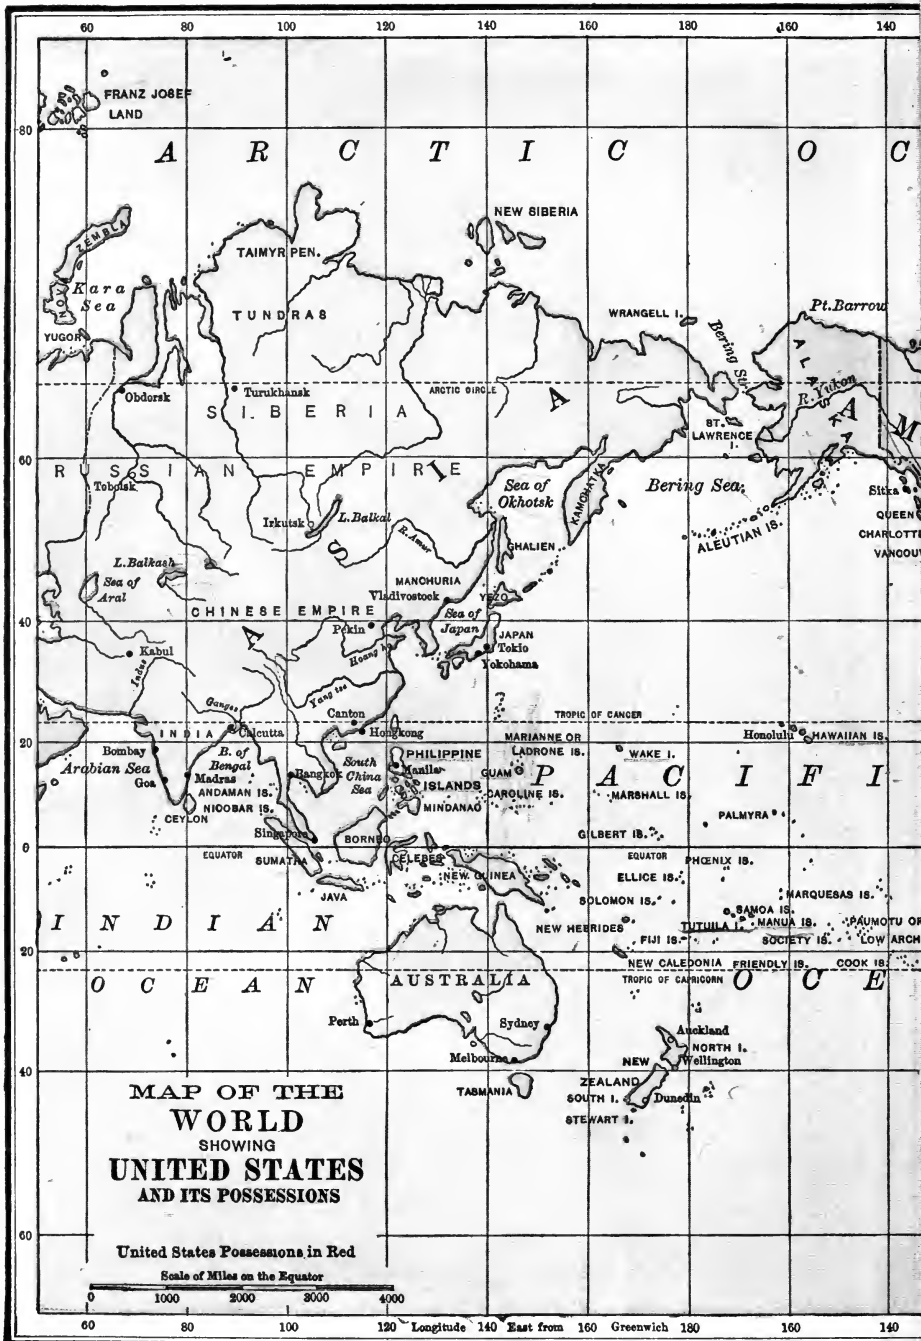 60 80 100 120 140 160 180 160 140
FRANZ JOSEF
LAND
80
A R C T I C O C
NEW SIBERIA
NOV. ZEMBLA
TAIMYR PEN.
Kara
Sea
TUNDRAS
Pt. Barrow
WRANGELL I.
Bering Str.
YUGOR
ALASKA
ARCTIC CIRCLE
R. Yukon
Obdorsk
Turukhansk
SIBERIA
A
A M
ST.
LAWRENCE
I.
60
RUSSIAN EMPIRE
I
Tobolsk
Sea of
Okhotsk
KAMCHATKA
Bering Sea
Sitka
Irkutsk
L.Balkal
QUEEN
ALEUTIAN IS.
CHARLOTTE
R. Amur
S
GHALIEN
VANCOUV
L.Balkash
Sea of
Aral
MANCHURIA
Vladivostock
YEZO
CHINESE EMPIRE
Sea of
Japan
40
Pekin
A
JAPAN
Tokio
Yokohama
Kabul
Hoang ho
Indus
Yang tse
Ganges
Canton
TROPIC OF CANCER
INDIA
Calcutta
Hongkong
Honolulu
HAWAIIAN IS.
MARIANNE OR
LADRONE IS.
20
Bombay
B. of
Bengal
PHILIPPINE
WAKE I.
Arabian Sea
South
China
Sea
Manila
GUAM
P A C I F I
Goa
Madras
Bangkok
ISLANDS
ANDAMAN IS.
CAROLINE IS.
MARSHALL IS.
NICOBAR IS.
MINDANAO
CEYLON
PALMYRA
Singapore
BORNEO
GILBERT IS.
0
EQUATOR
SUMATRA
CELEBES
EQUATOR
PHŒNIX IS.
NEW GUINEA
ELLICE IS.
JAVA
SOLOMON IS.
MARQUESAS IS.
SAMOA IS.
I N D I A N
NEW HEBRIDES
TUTUILA I.
MANUA IS.
PAUMOTU OR
FIJI IS.
SOCIETY IS.
LOW ARCH
20
NEW CALEDONIA
FRIENDLY IS.
COOK IS.
O C E A N
AUSTRALIA
TROPIC OF CAPRICORN
O C E
Perth
Sydney
Auckland
NORTH I.
Melbourne
NEW
Wellington
40
TASMANIA
ZEALAND
SOUTH I.
Dunedin
STEWART I.
MAP OF THE
WORLD
SHOWING
UNITED STATES
AND ITS POSSESSIONS
60
United States Possessions in Red
Scale of Miles on the Equator
0 1000 2000 3000 4000
60 80 100 120 Longitude 140 East from 160 Greenwich 180 160 140